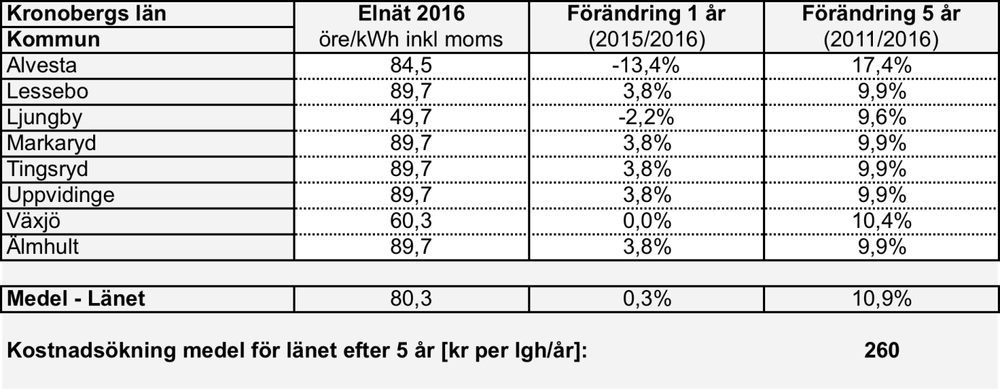 Kronobergs län Elnät 2016 Förändring 1 år Förändring 5 år
Kommun öre/kWh inkl moms (2015/2016) (2011/2016)
Alvesta 84,5 -13,4% 17,4%
Lessebo 89,7 3,8% 9,9%
Ljungby 49,7 -2,2% 9,6%
Markaryd 89,7 3,8% 9,9%
Tingsryd 89,7 3,8% 9,9%
Uppvidinge 89,7 3,8% 9,9%
Växjö 60,3 0,0% 10,4%
Älmhult 89,7 3,8% 9,9%
Medel - Länet 80,3 0,3% 10,9%
Kostnadsökning medel för länet efter 5 år [kr per lgh/år]: 260